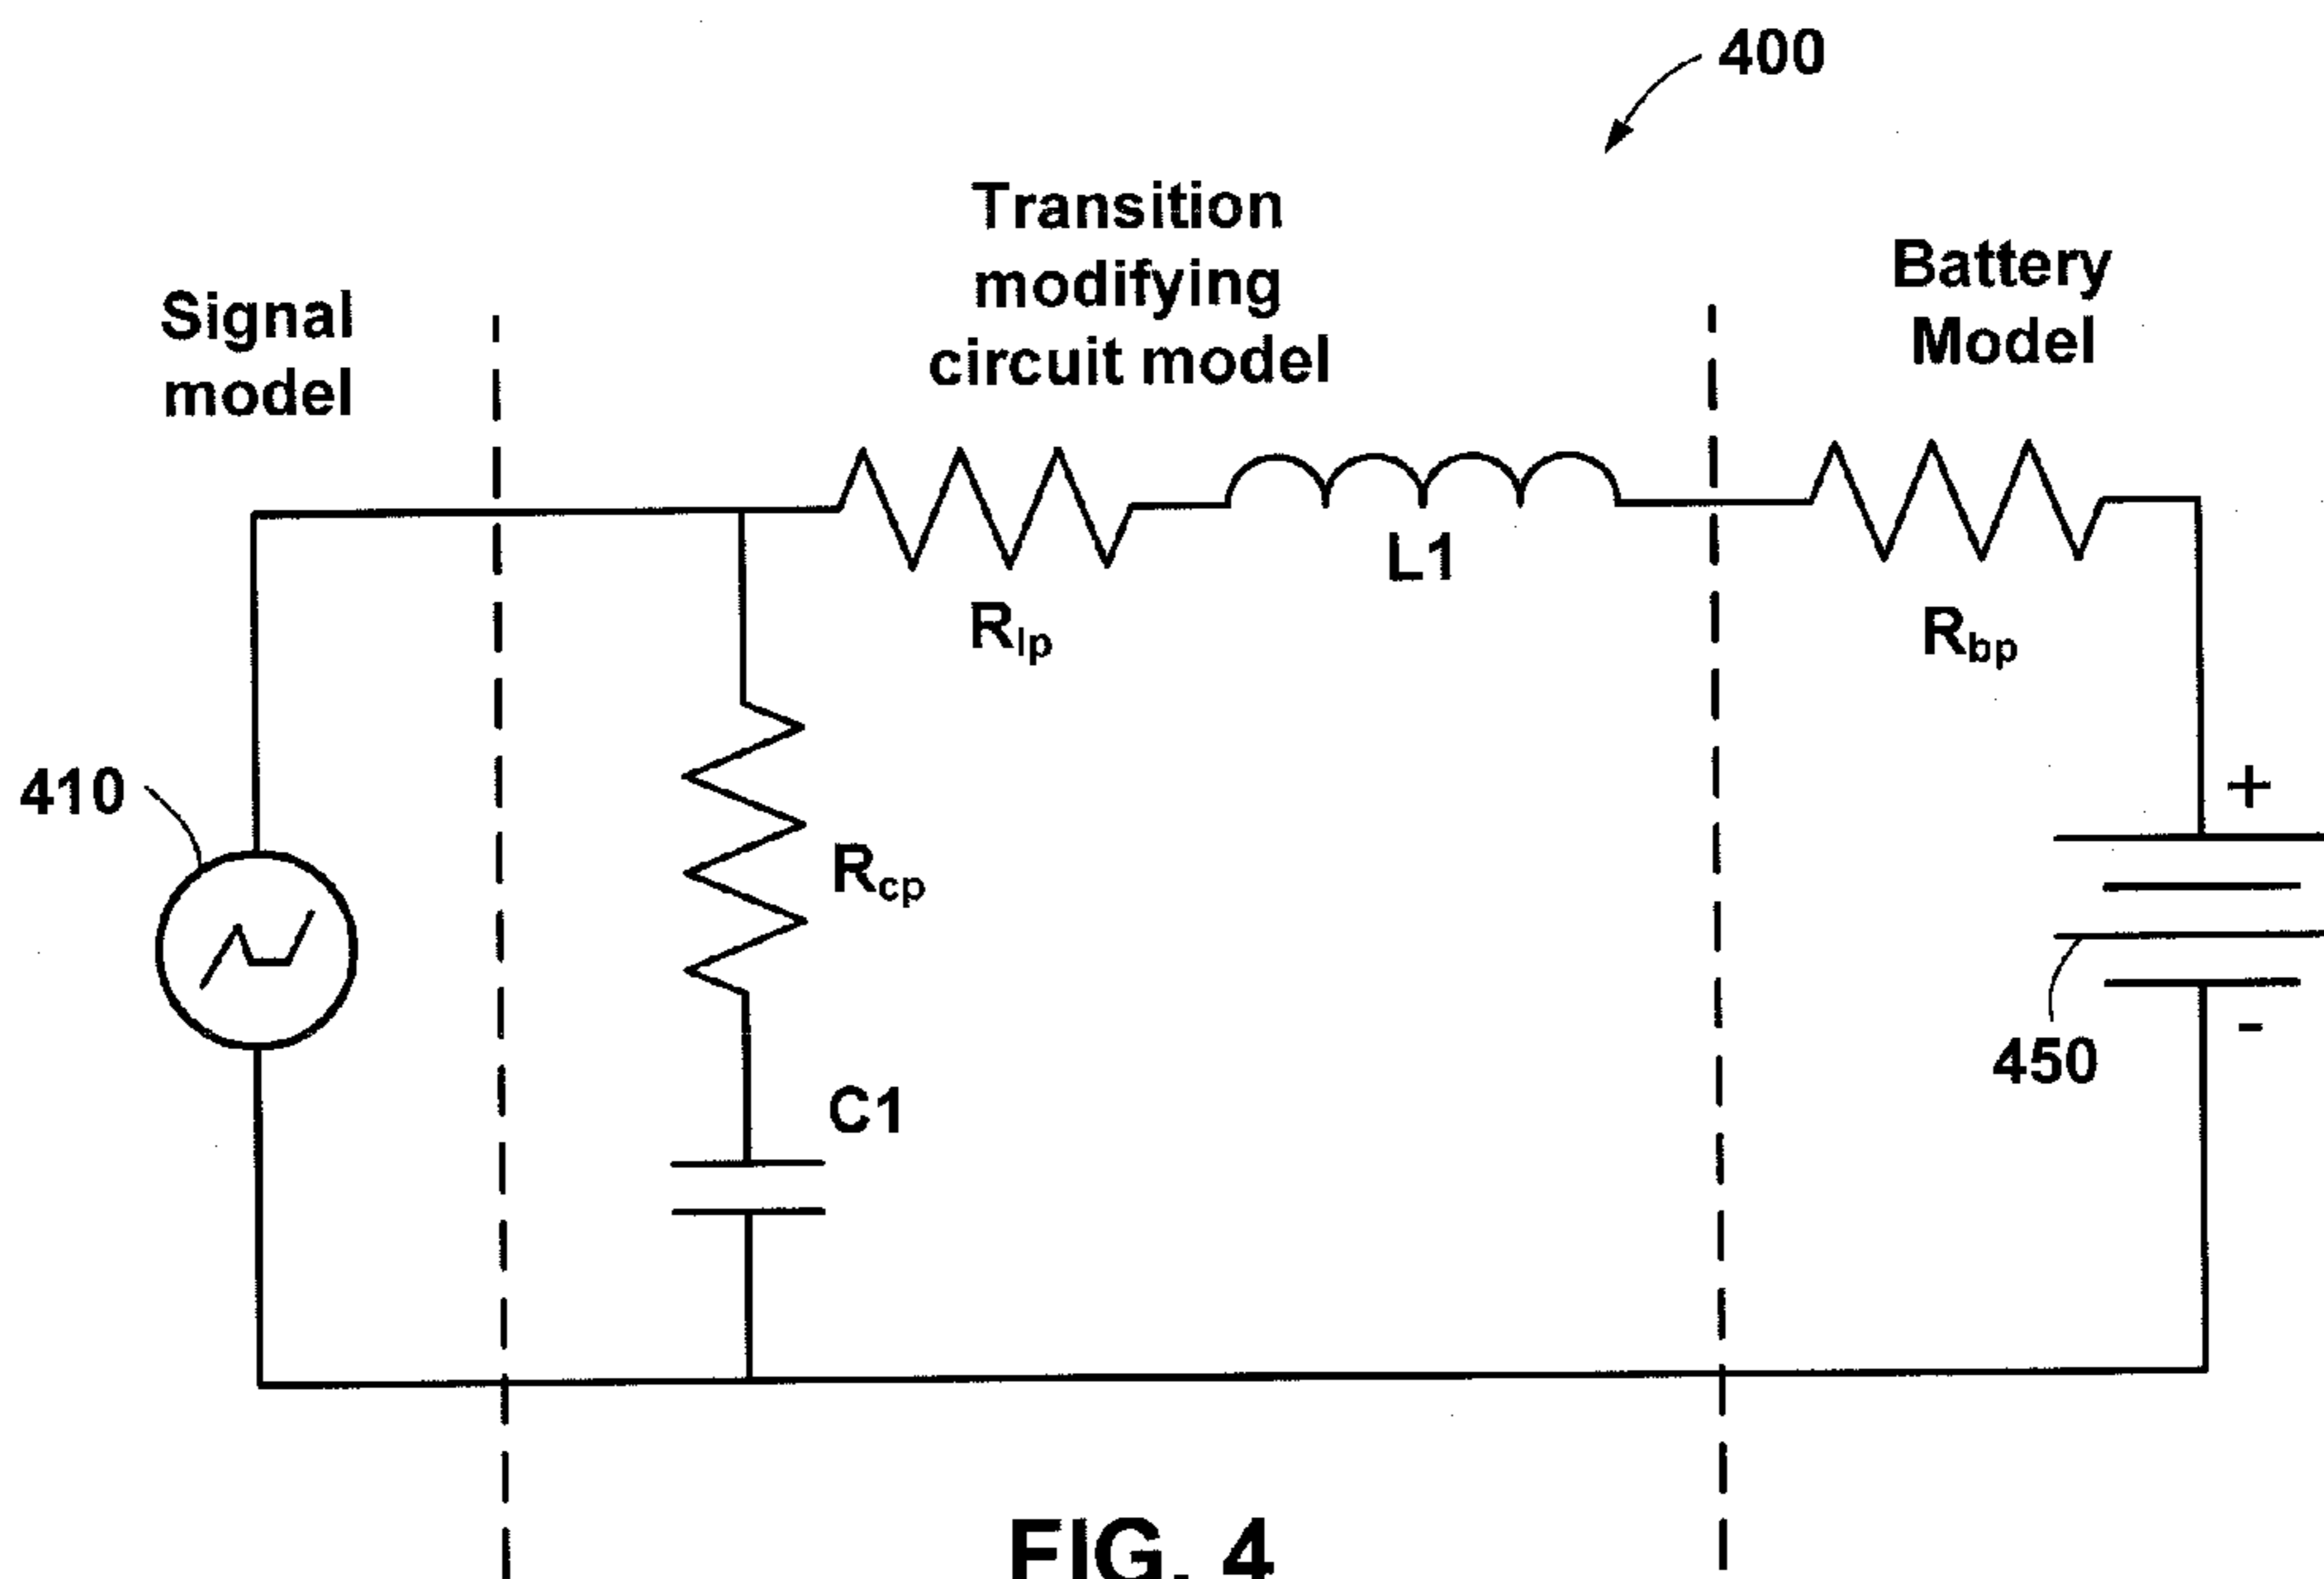 400
Transition
modifying
circuit model
Battery
Model
Signal
model
L1
Rlp
Rbp
410
+
Rcp
-
450
C1
FIG. 4